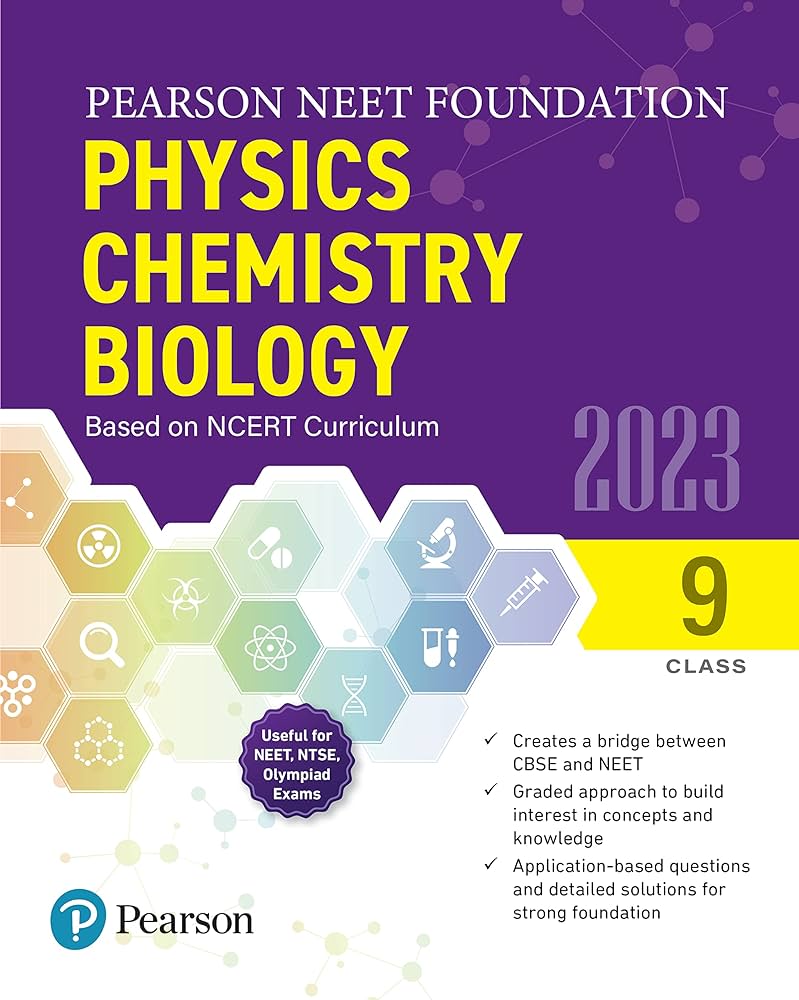 PEARSON NEET FOUNDATION
PHYSICS
CHEMISTRY
BIOLOGY
Based on NCERT Curriculum
2023
9
CLASS
Useful for
NEET, NTSE,
Olympiad
Exams
✓ Creates a bridge between
CBSE and NEET
✓ Graded approach to build
interest in concepts and
knowledge
✓ Application-based questions
and detailed solutions for
strong foundation
P Pearson